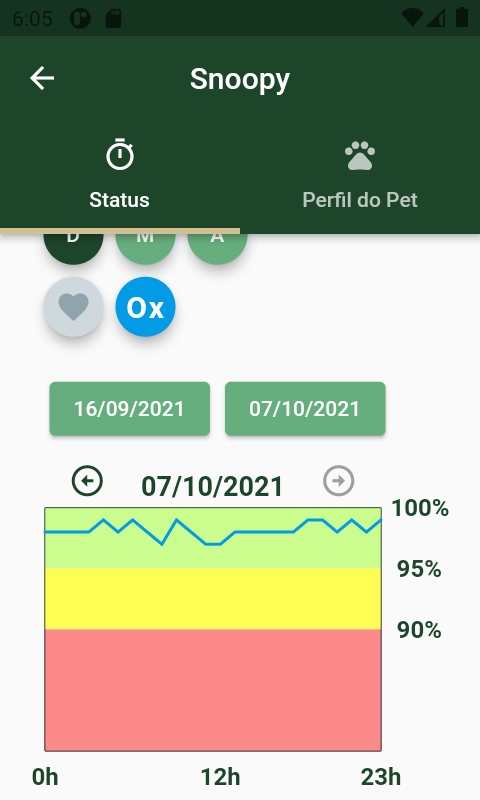 6:05
Snoopy
Status Perfil do Pet
D M A
Ox
16/09/2021 07/10/2021
07/10/2021
100%
95%
90%
0h 12h 23h